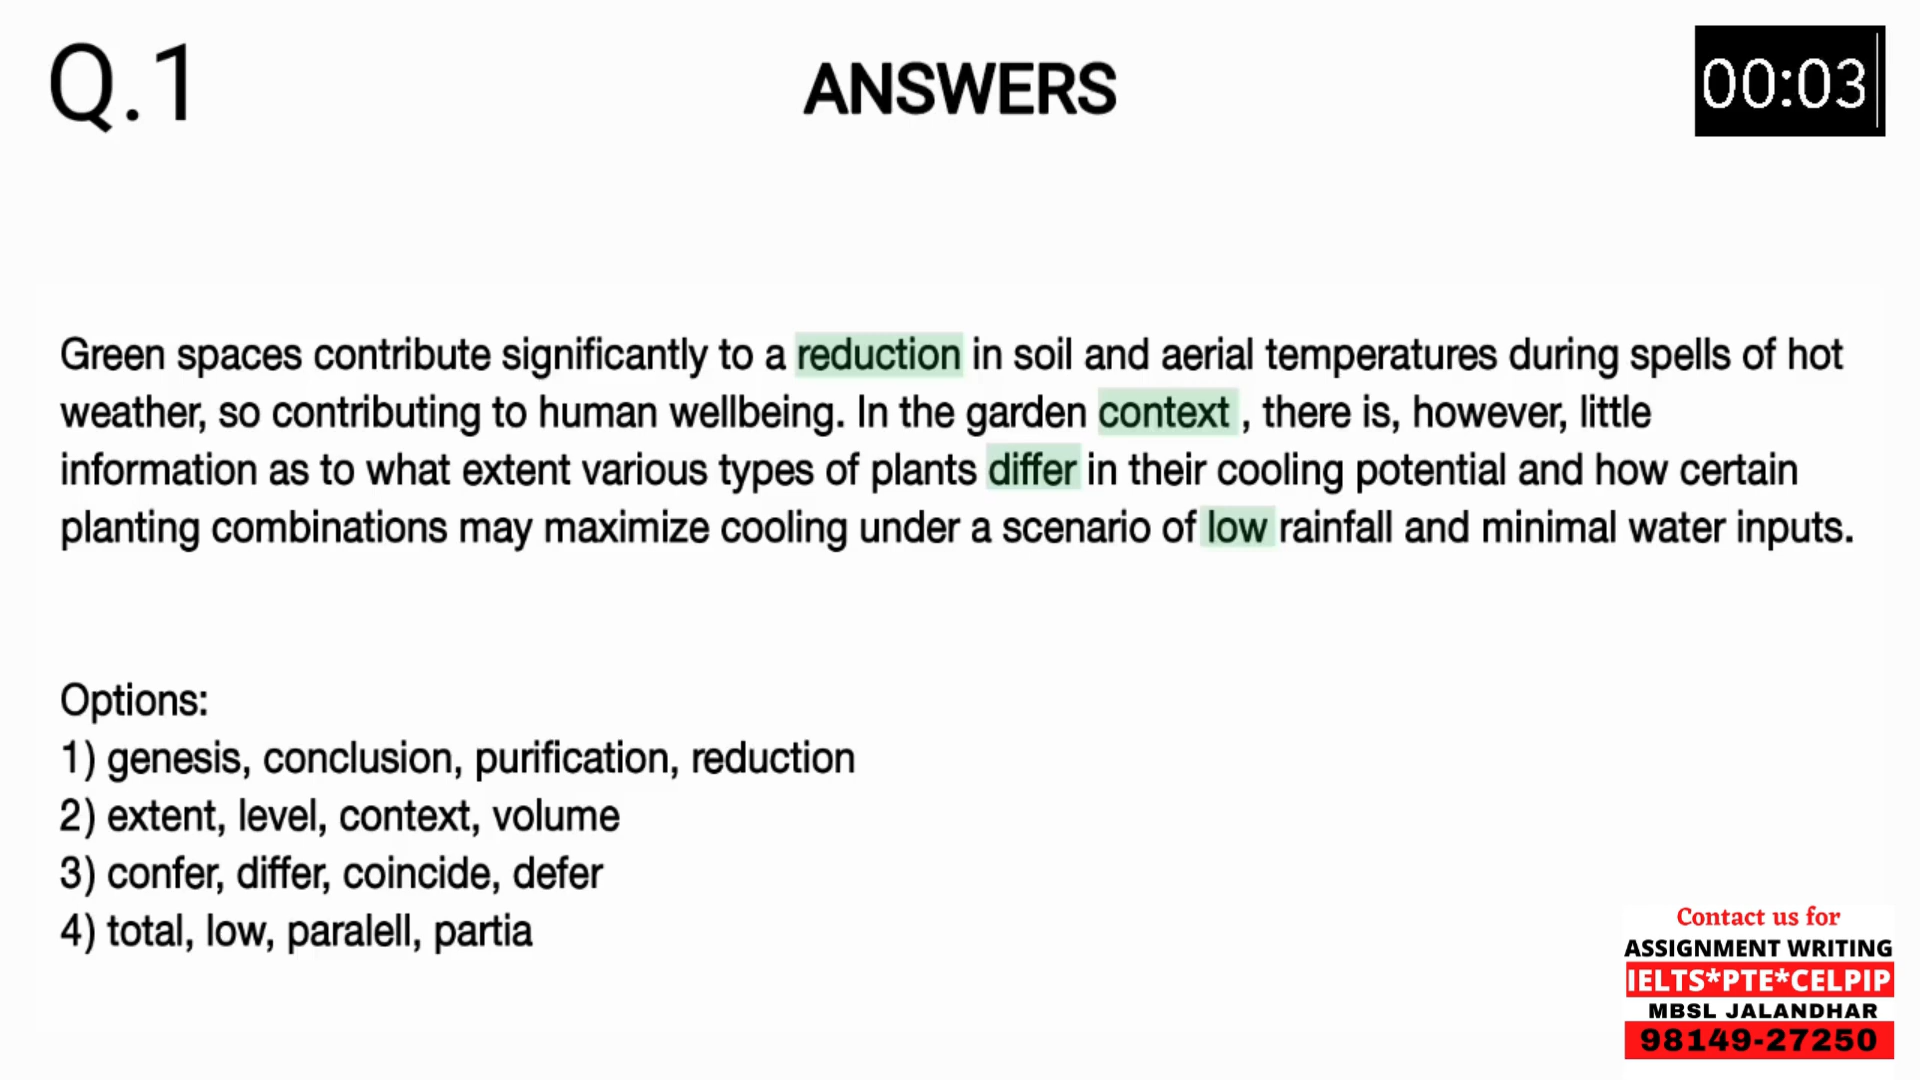 Q.1
ANSWERS
00:03
Green spaces contribute significantly to a reduction in soil and aerial temperatures during spells of hot
weather, so contributing to human wellbeing. In the garden context , there is, however, little
information as to what extent various types of plants differ in their cooling potential and how certain
planting combinations may maximize cooling under a scenario of low rainfall and minimal water inputs.
Options:
1) genesis, conclusion, purification, reduction
2) extent, level, context, volume
3) confer, differ, coincide, defer
4) total, low, paralell, partia
Contact us for
ASSIGNMENT WRITING
IELTS*PTE*CELPIP
MBSL JALANDHAR
98149-27250